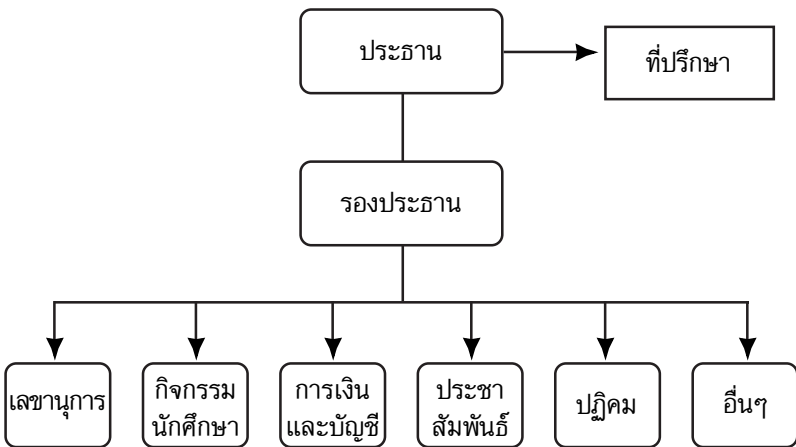 ประธาน
ที่ปรึกษา
รองประธาน
เลขานุการ
กิจกรรม
นักศึกษา
การเงิน
และบัญชี
ประชา
สัมพันธ์
ปฏิคม
อื่นๆ